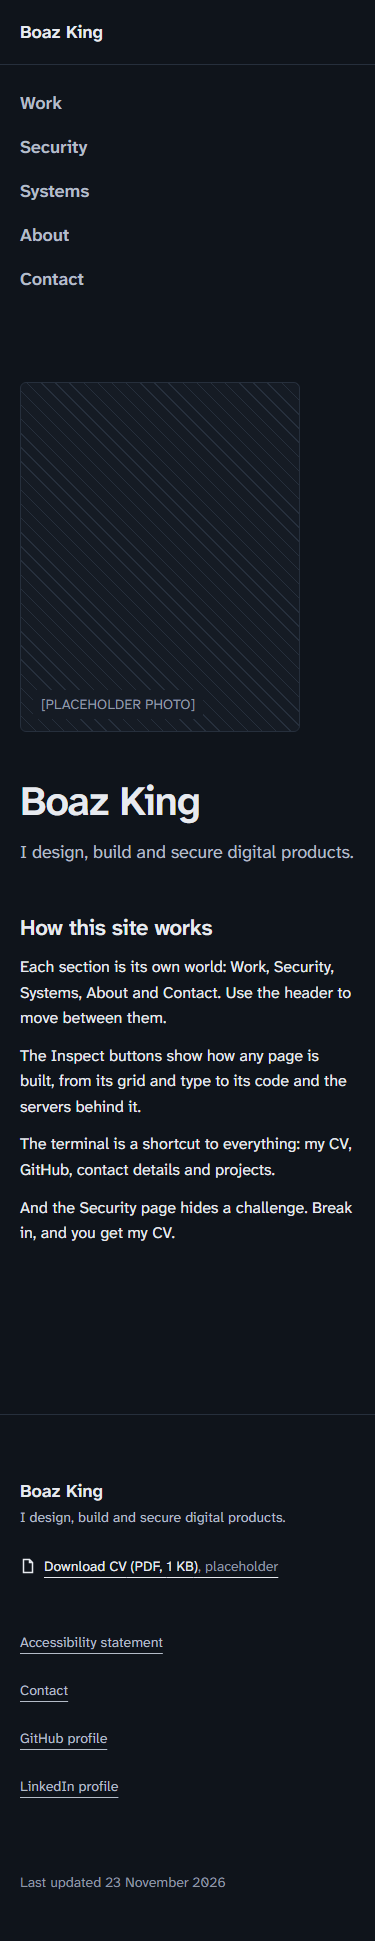 Boaz King
Work
Security
Systems
About
Contact
[PLACEHOLDER PHOTO]
Boaz King
I design, build and secure digital products.
How this site works
Each section is its own world: Work, Security,
Systems, About and Contact. Use the header to
move between them.
The Inspect buttons show how any page is
built, from its grid and type to its code and the
servers behind it.
The terminal is a shortcut to everything: my CV,
GitHub, contact details and projects.
And the Security page hides a challenge. Break
in, and you get my CV.
Boaz King
I design, build and secure digital products.
Download CV (PDF, 1 KB), placeholder
Accessibility statement
Contact
GitHub profile
LinkedIn profile
Last updated 23 November 2026